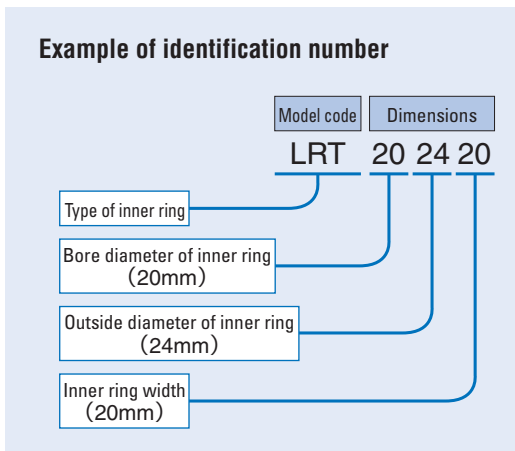 Example of identification number
Model code Dimensions
LRT 20 24 20
Type of inner ring
Bore diameter of inner ring
（20mm）
Outside diameter of inner ring
（24mm）
Inner ring width
（20mm）